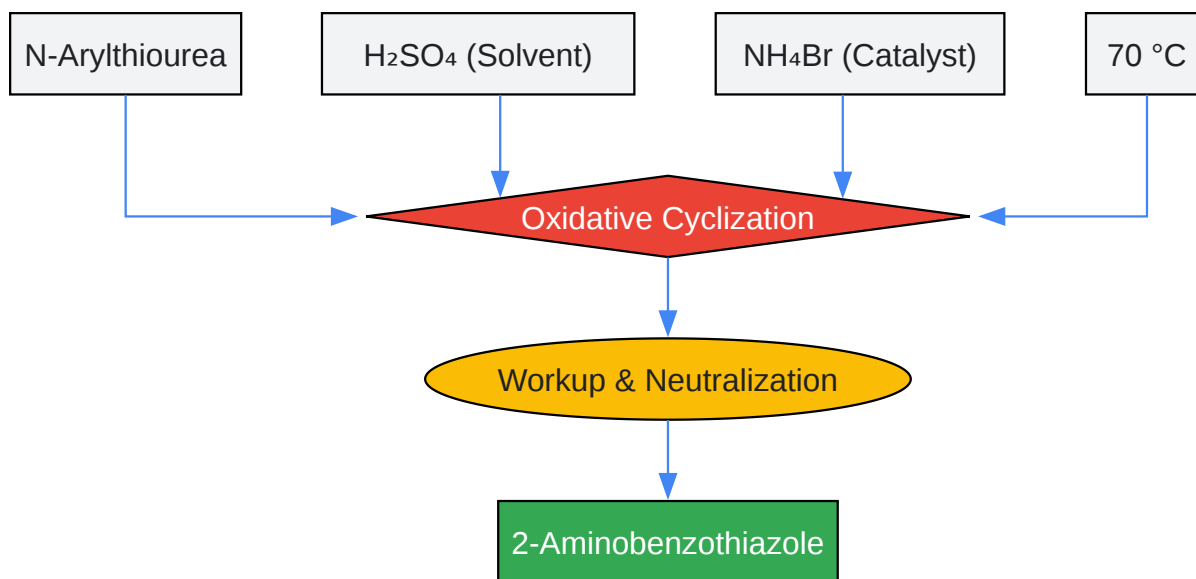 N-Arylthiourea
H₂SO₄ (Solvent)
NH₄Br (Catalyst)
70 °C
Oxidative Cyclization
Workup & Neutralization
2-Aminobenzothiazole